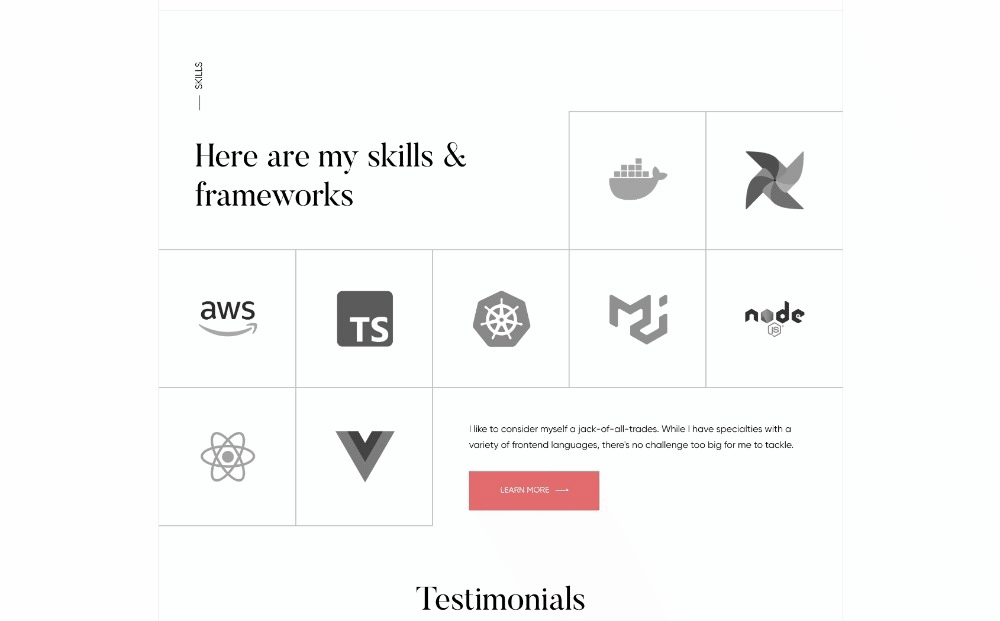 SKILLS
Here are my skills &
frameworks
aws
TS
node
JS
I like to consider myself a jack-of-all-trades. While I have specialties with a
variety of frontend languages, there's no challenge too big for me to tackle.
LEARN MORE
Testimonials